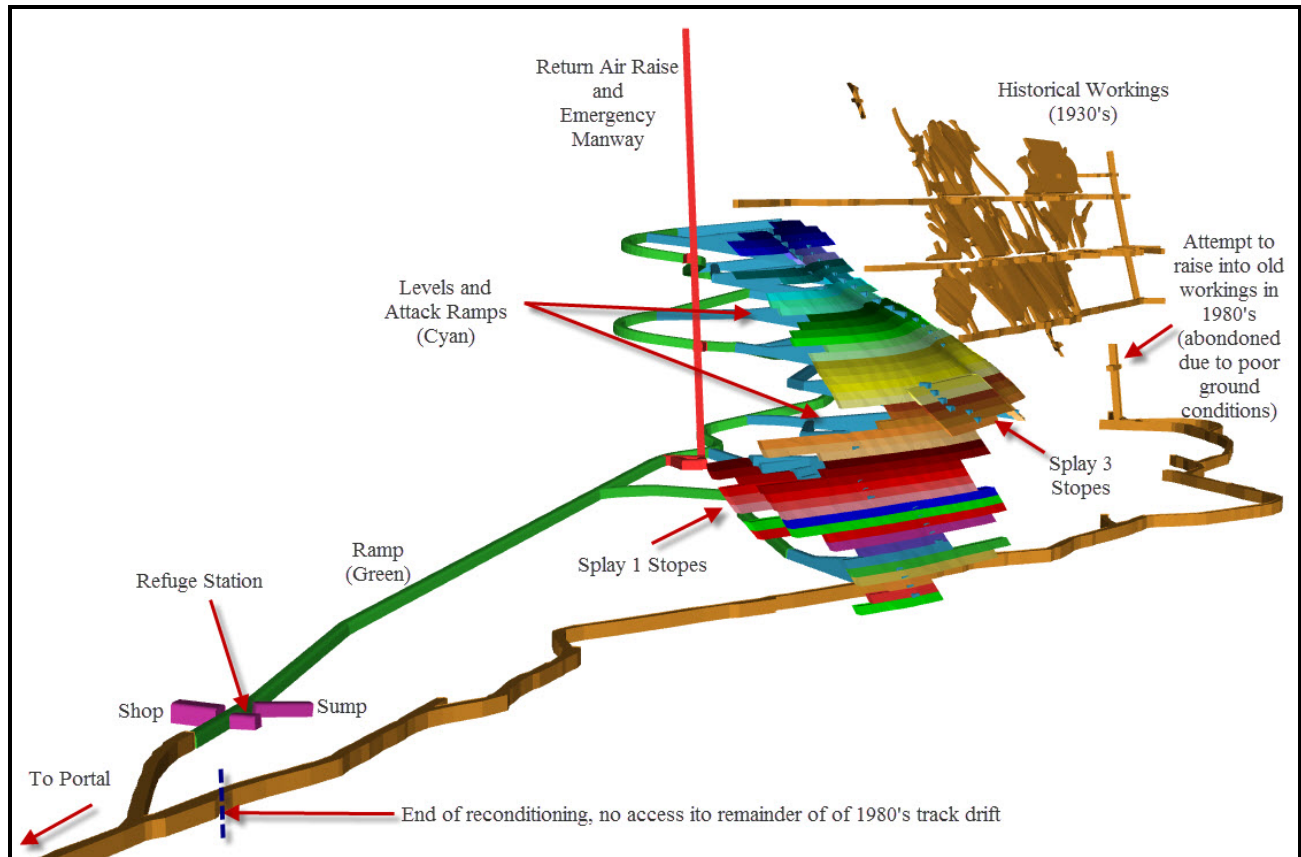 Return Air Raise
and
Emergency
Manway
Historical Workings
(1930's)
Attempt to
raise into old
workings in
1980's
(abondoned
due to poor
ground
conditions)
Levels and
Attack Ramps
(Cyan)
Splay 3
Stopes
Splay 1 Stopes
Ramp
(Green)
Refuge Station
Shop
Sump
To Portal
End of reconditioning, no access ito remainder of of 1980's track drift